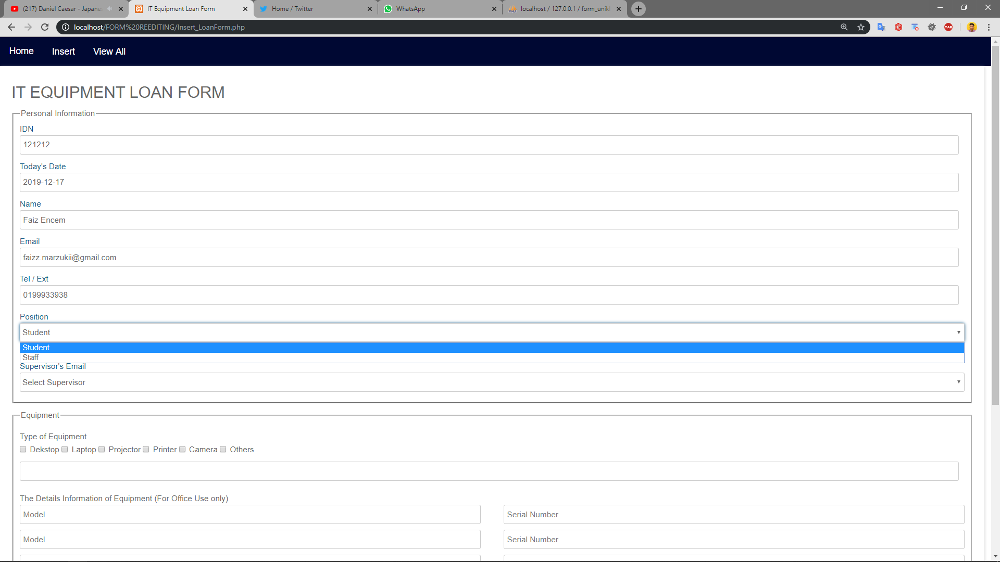 (217) Daniel Caesar - Japane
IT Equipment Loan Form
Home / Twitter
WhatsApp
localhost / 127.0.0.1 / form_unikl
localhost/FORM%20REEDITING/Insert_LoanForm.php
YAB
Home Insert View All
IT EQUIPMENT LOAN FORM
Personal Information
IDN
121212
Today's Date
2019-12-17
Name
Faiz Encem
Email
faizz.marzukii@gmail.com
Tel / Ext
0199933938
Position
Student
Student
Staff
Supervisor's Email
Select Supervisor
Equipment
Type of Equipment
Dekstop Laptop Projector Printer Camera Others
The Details Information of Equipment (For Office Use only)
Model Serial Number
Model Serial Number